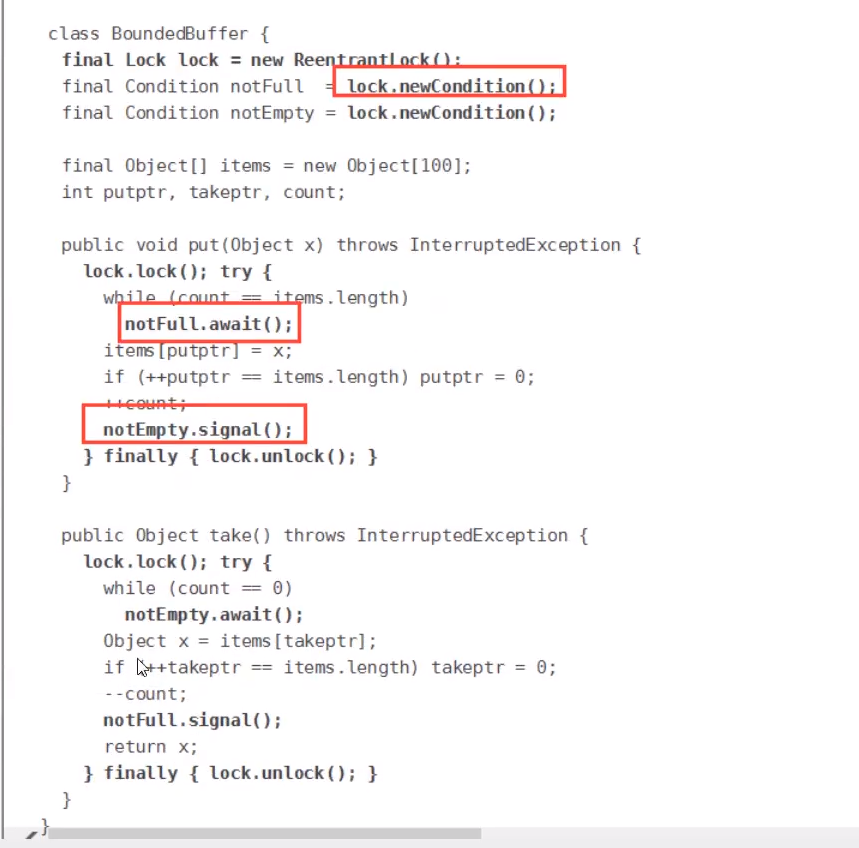 class BoundedBuffer {
final Lock lock = new ReentrantLock();
final Condition notFull = lock.newCondition();
final Condition notEmpty = lock.newCondition();
final Object[] items = new Object[100];
int putptr, takeptr, count;
public void put(Object x) throws InterruptedException {
lock.lock(); try {
while (count == items.length)
notFull.await();
items[putptr] = x;
if (++putptr == items.length) putptr = 0;
++count;
notEmpty.signal();
} finally { lock.unlock(); }
}
public Object take() throws InterruptedException {
lock.lock(); try {
while (count == 0)
notEmpty.await();
Object x = items[takeptr];
if (++takeptr == items.length) takeptr = 0;
--count;
notFull.signal();
return x;
} finally { lock.unlock(); }
}
}